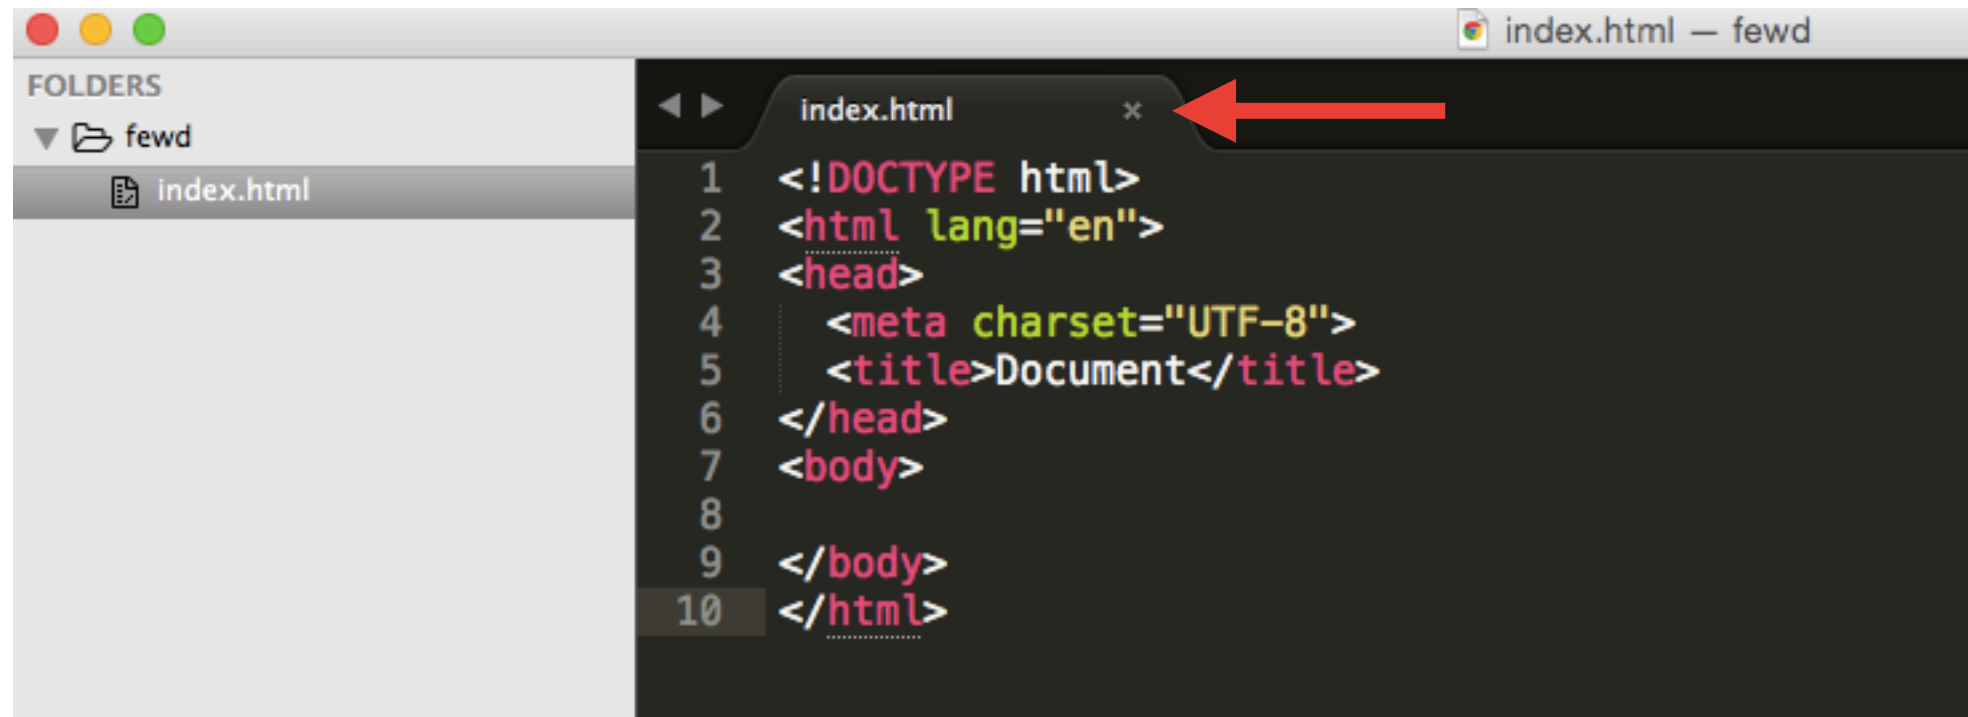 index.html — fewd
FOLDERS
fewd
index.html
index.html ×
1 <!DOCTYPE html>
2 <html lang="en">
3 <head>
4   <meta charset="UTF-8">
5   <title>Document</title>
6 </head>
7 <body>
8
9 </body>
10 </html>